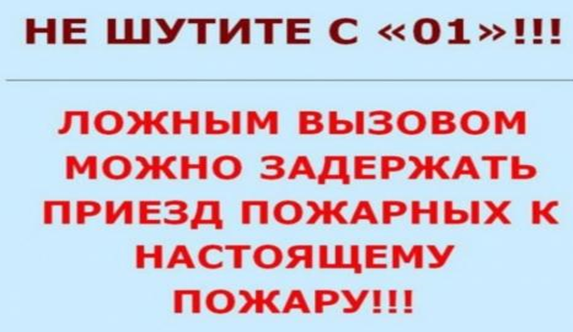 НЕ ШУТИТЕ С «01»!!!
ЛОЖНЫМ ВЫЗОВОМ
МОЖНО ЗАДЕРЖАТЬ
ПРИЕЗД ПОЖАРНЫХ К
НАСТОЯЩЕМУ
ПОЖАРУ!!!